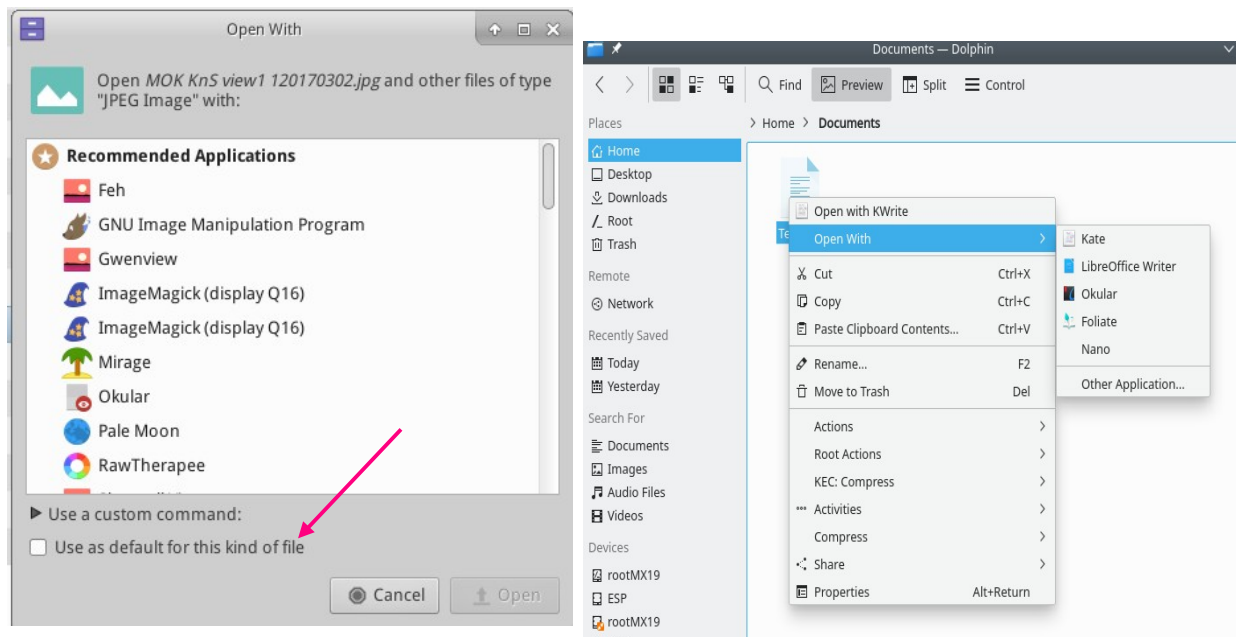 Open With
Open MOK KnS view1 120170302.jpg and other files of type
"JPEG Image" with:
Recommended Applications
Feh
GNU Image Manipulation Program
Gwenview
ImageMagick (display Q16)
ImageMagick (display Q16)
Mirage
Okular
Pale Moon
RawTherapee
Use a custom command:
Use as default for this kind of file
Cancel
Open
Documents — Dolphin
Find
Preview
Split
Control
Places
Home
Desktop
Downloads
Root
Trash
Remote
Network
Recently Saved
Today
Yesterday
Search For
Documents
Images
Audio Files
Videos
Devices
rootMX19
ESP
rootMX19
> Home > Documents
Te
Open with KWrite
Open With
Cut Ctrl+X
Copy Ctrl+C
Paste Clipboard Contents... Ctrl+V
Rename... F2
Move to Trash Del
Actions
Root Actions
KEC: Compress
Activities
Compress
Share
Properties Alt+Return
Kate
LibreOffice Writer
Okular
Foliate
Nano
Other Application...